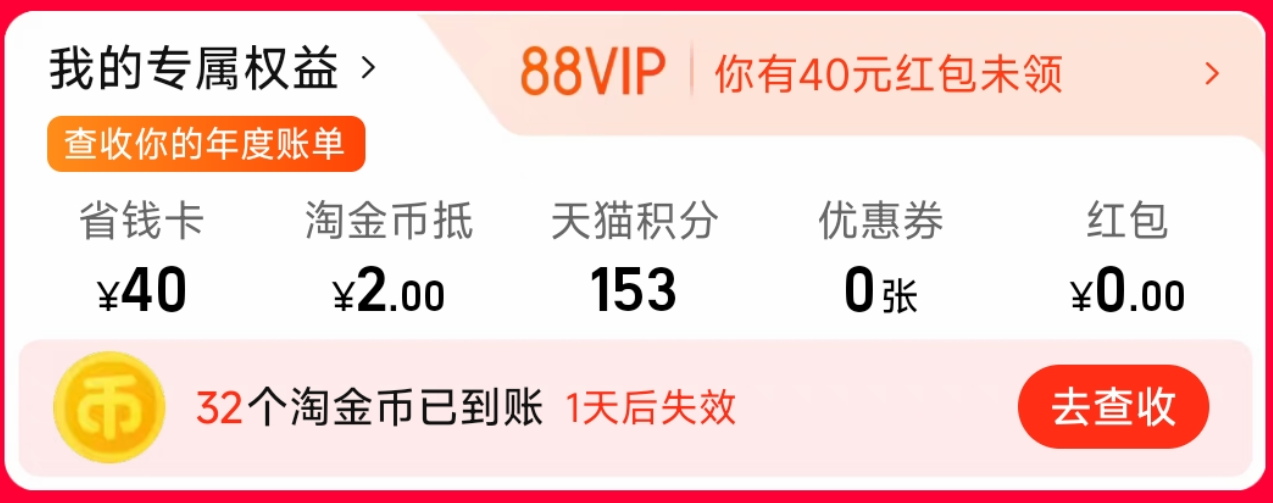 我的专属权益 >
88VIP 你有40元红包未领 >
查收你的年度账单
省钱卡 淘金币抵 天猫积分 优惠券 红包
¥40 ¥2.00 153 0张 ¥0.00
币 32个淘金币已到账 1天后失效 去查收